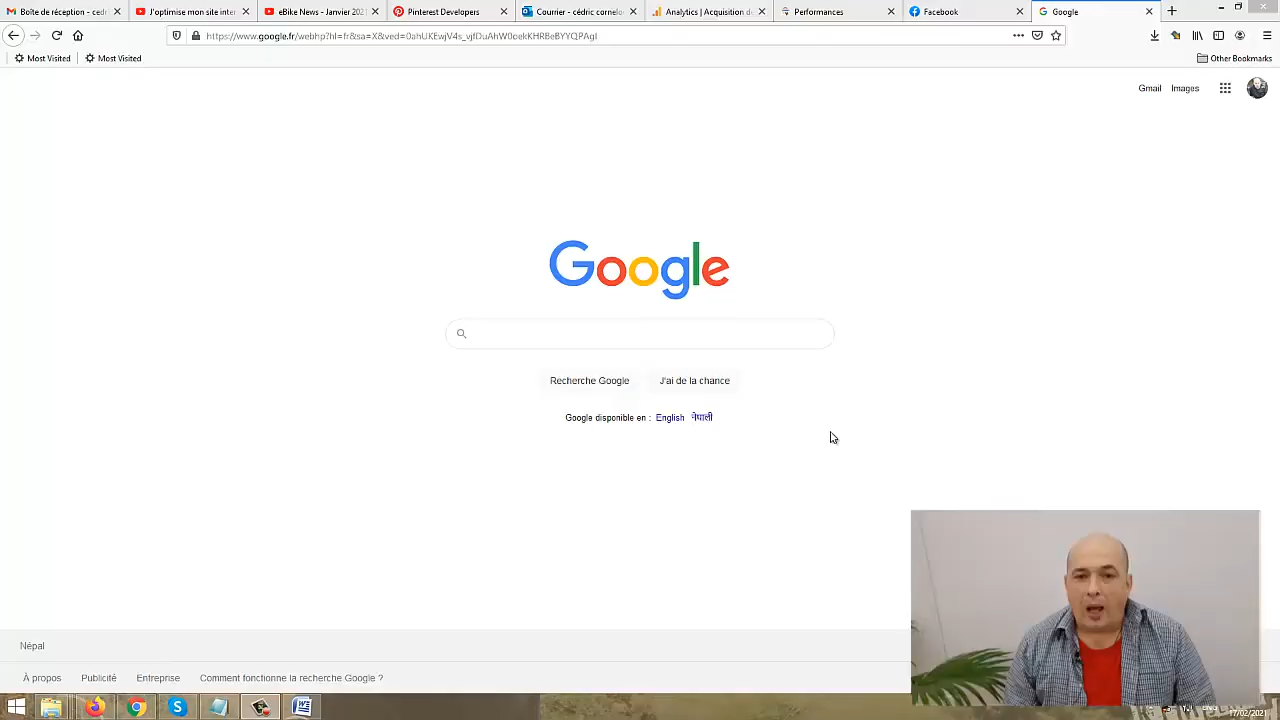 Boîte de réception - cedr
J'optimise mon site inter
eBike News - Janvier 202
Pinterest Developers
Courrier - cédric cornelo
Analytics | Acquisition d
Performances
Facebook
Google
Most Visited
Most Visited
Other Bookmarks
Gmail Images
Google
Recherche Google
J'ai de la chance
Google disponible en : English नेपाली
Népal
À propos
Publicité
Entreprise
Comment fonctionne la recherche Google ?
ENG
17/02/2021